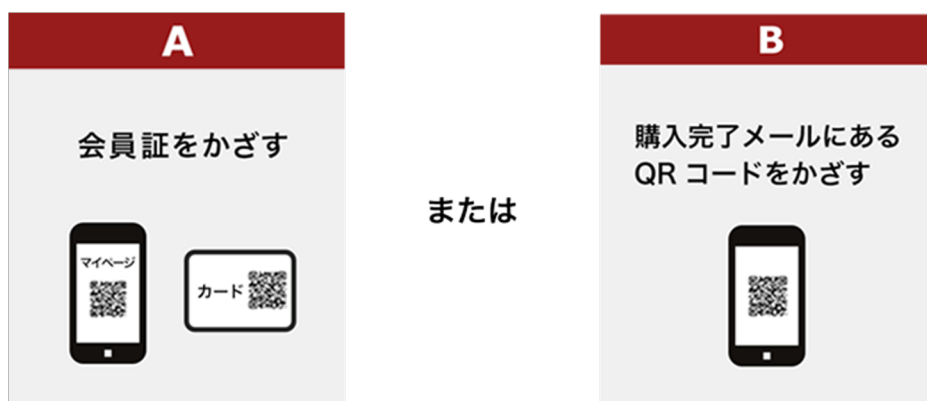 A
会員証をかざす
マイページ
カード
または
B
購入完了メールにある
QR コードをかざす